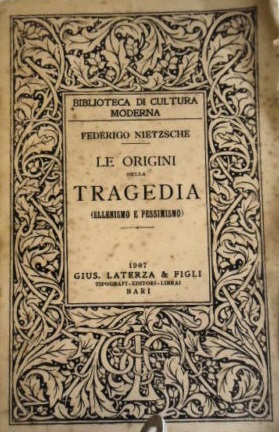 BIBLIOTECA DI CULTURA
MODERNA
FEDERIGO NIETZSCHE
LE ORIGINI
DELLA
TRAGEDIA
(ELLENISMO E PESSIMISMO)
1907
GIUS. LATERZA & FIGLI
TIPOGRAFI-EDITORI-LIBRAI
BARI